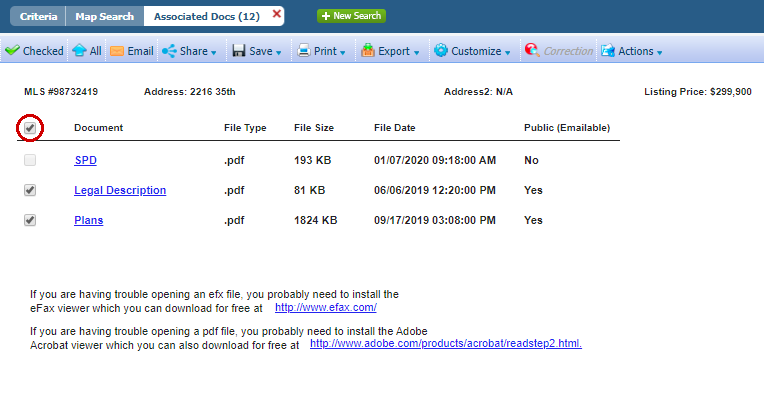 Criteria Map Search Associated Docs (12) New Search
Checked All Email Share Save Print Export Customize Correction Actions
MLS #98732419 Address: 2216 35th Address2: N/A Listing Price: $299,900
Document File Type File Size File Date Public (Emailable)
SPD .pdf 193 KB 01/07/2020 09:18:00 AM No
Legal Description .pdf 81 KB 06/06/2019 12:20:00 PM Yes
Plans .pdf 1824 KB 09/17/2019 03:08:00 PM Yes
If you are having trouble opening an efx file, you probably need to install the
eFax viewer which you can download for free at http://www.efax.com/
If you are having trouble opening a pdf file, you probably need to install the Adobe
Acrobat viewer which you can also download for free at http://www.adobe.com/products/acrobat/readstep2.html.